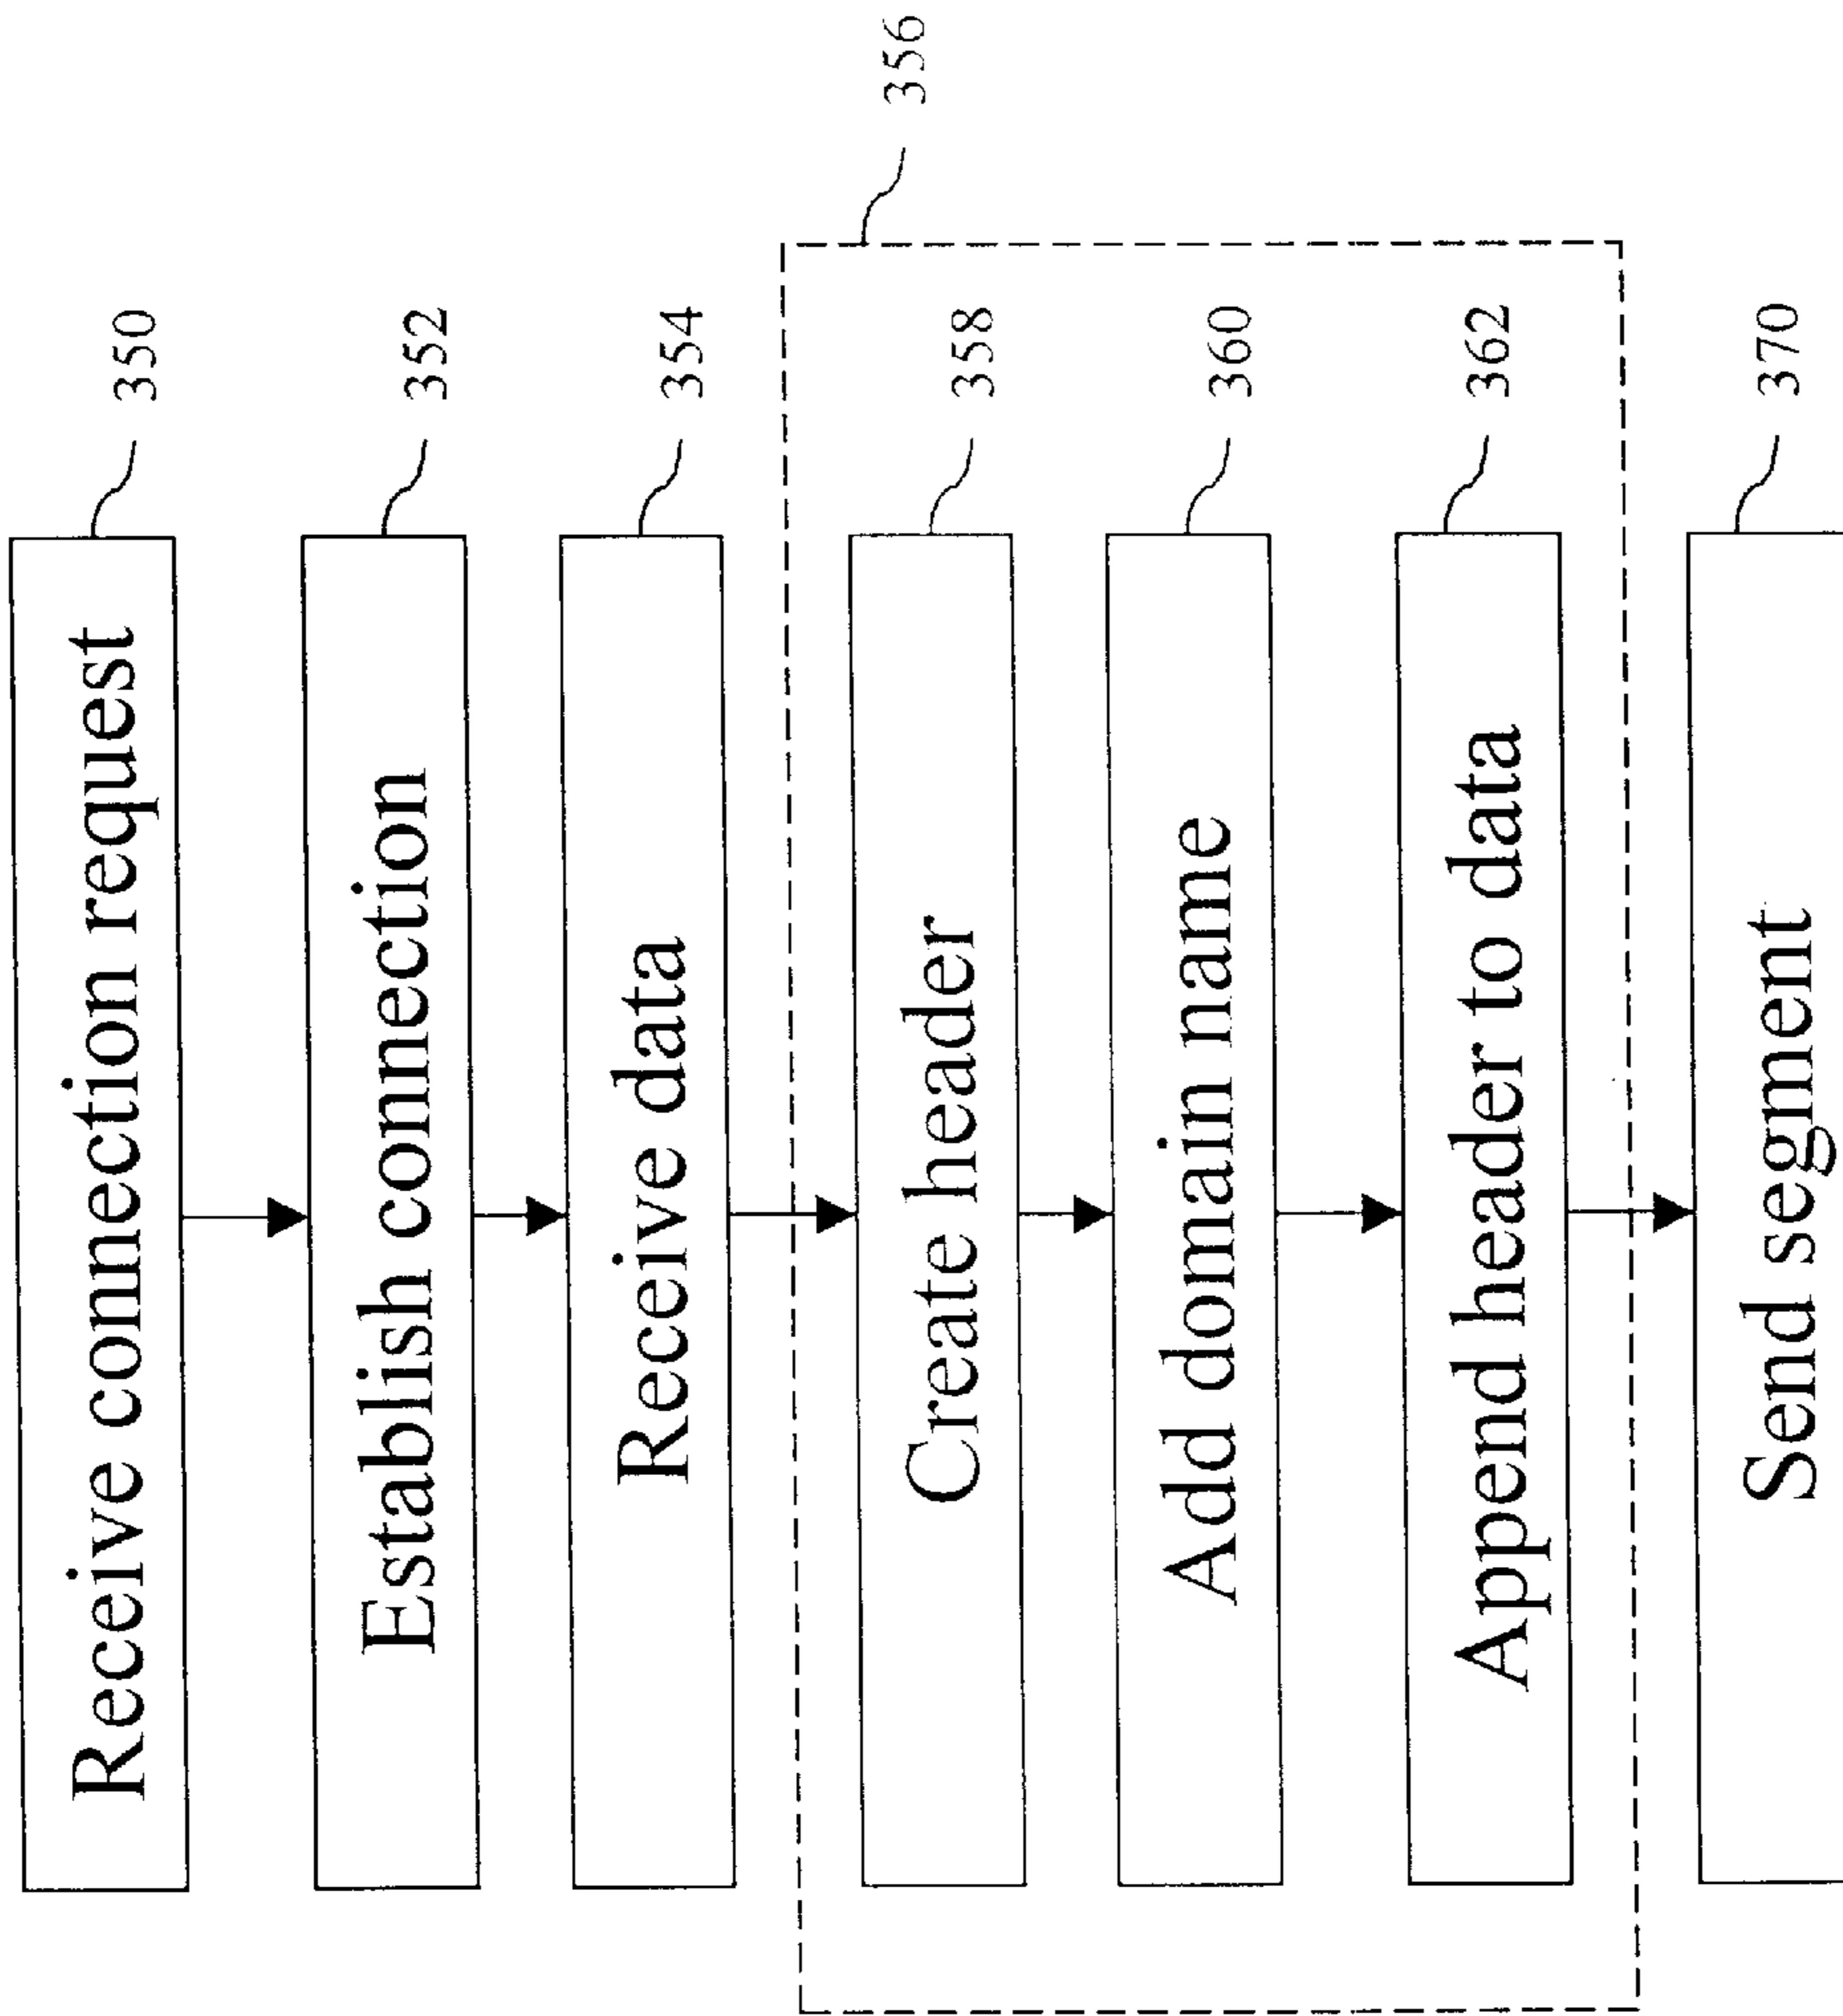 356
Receive connection request 350
Establish connection 352
Receive data 354
Create header 358
Add domain name 360
Append header to data 362
Send segment 370